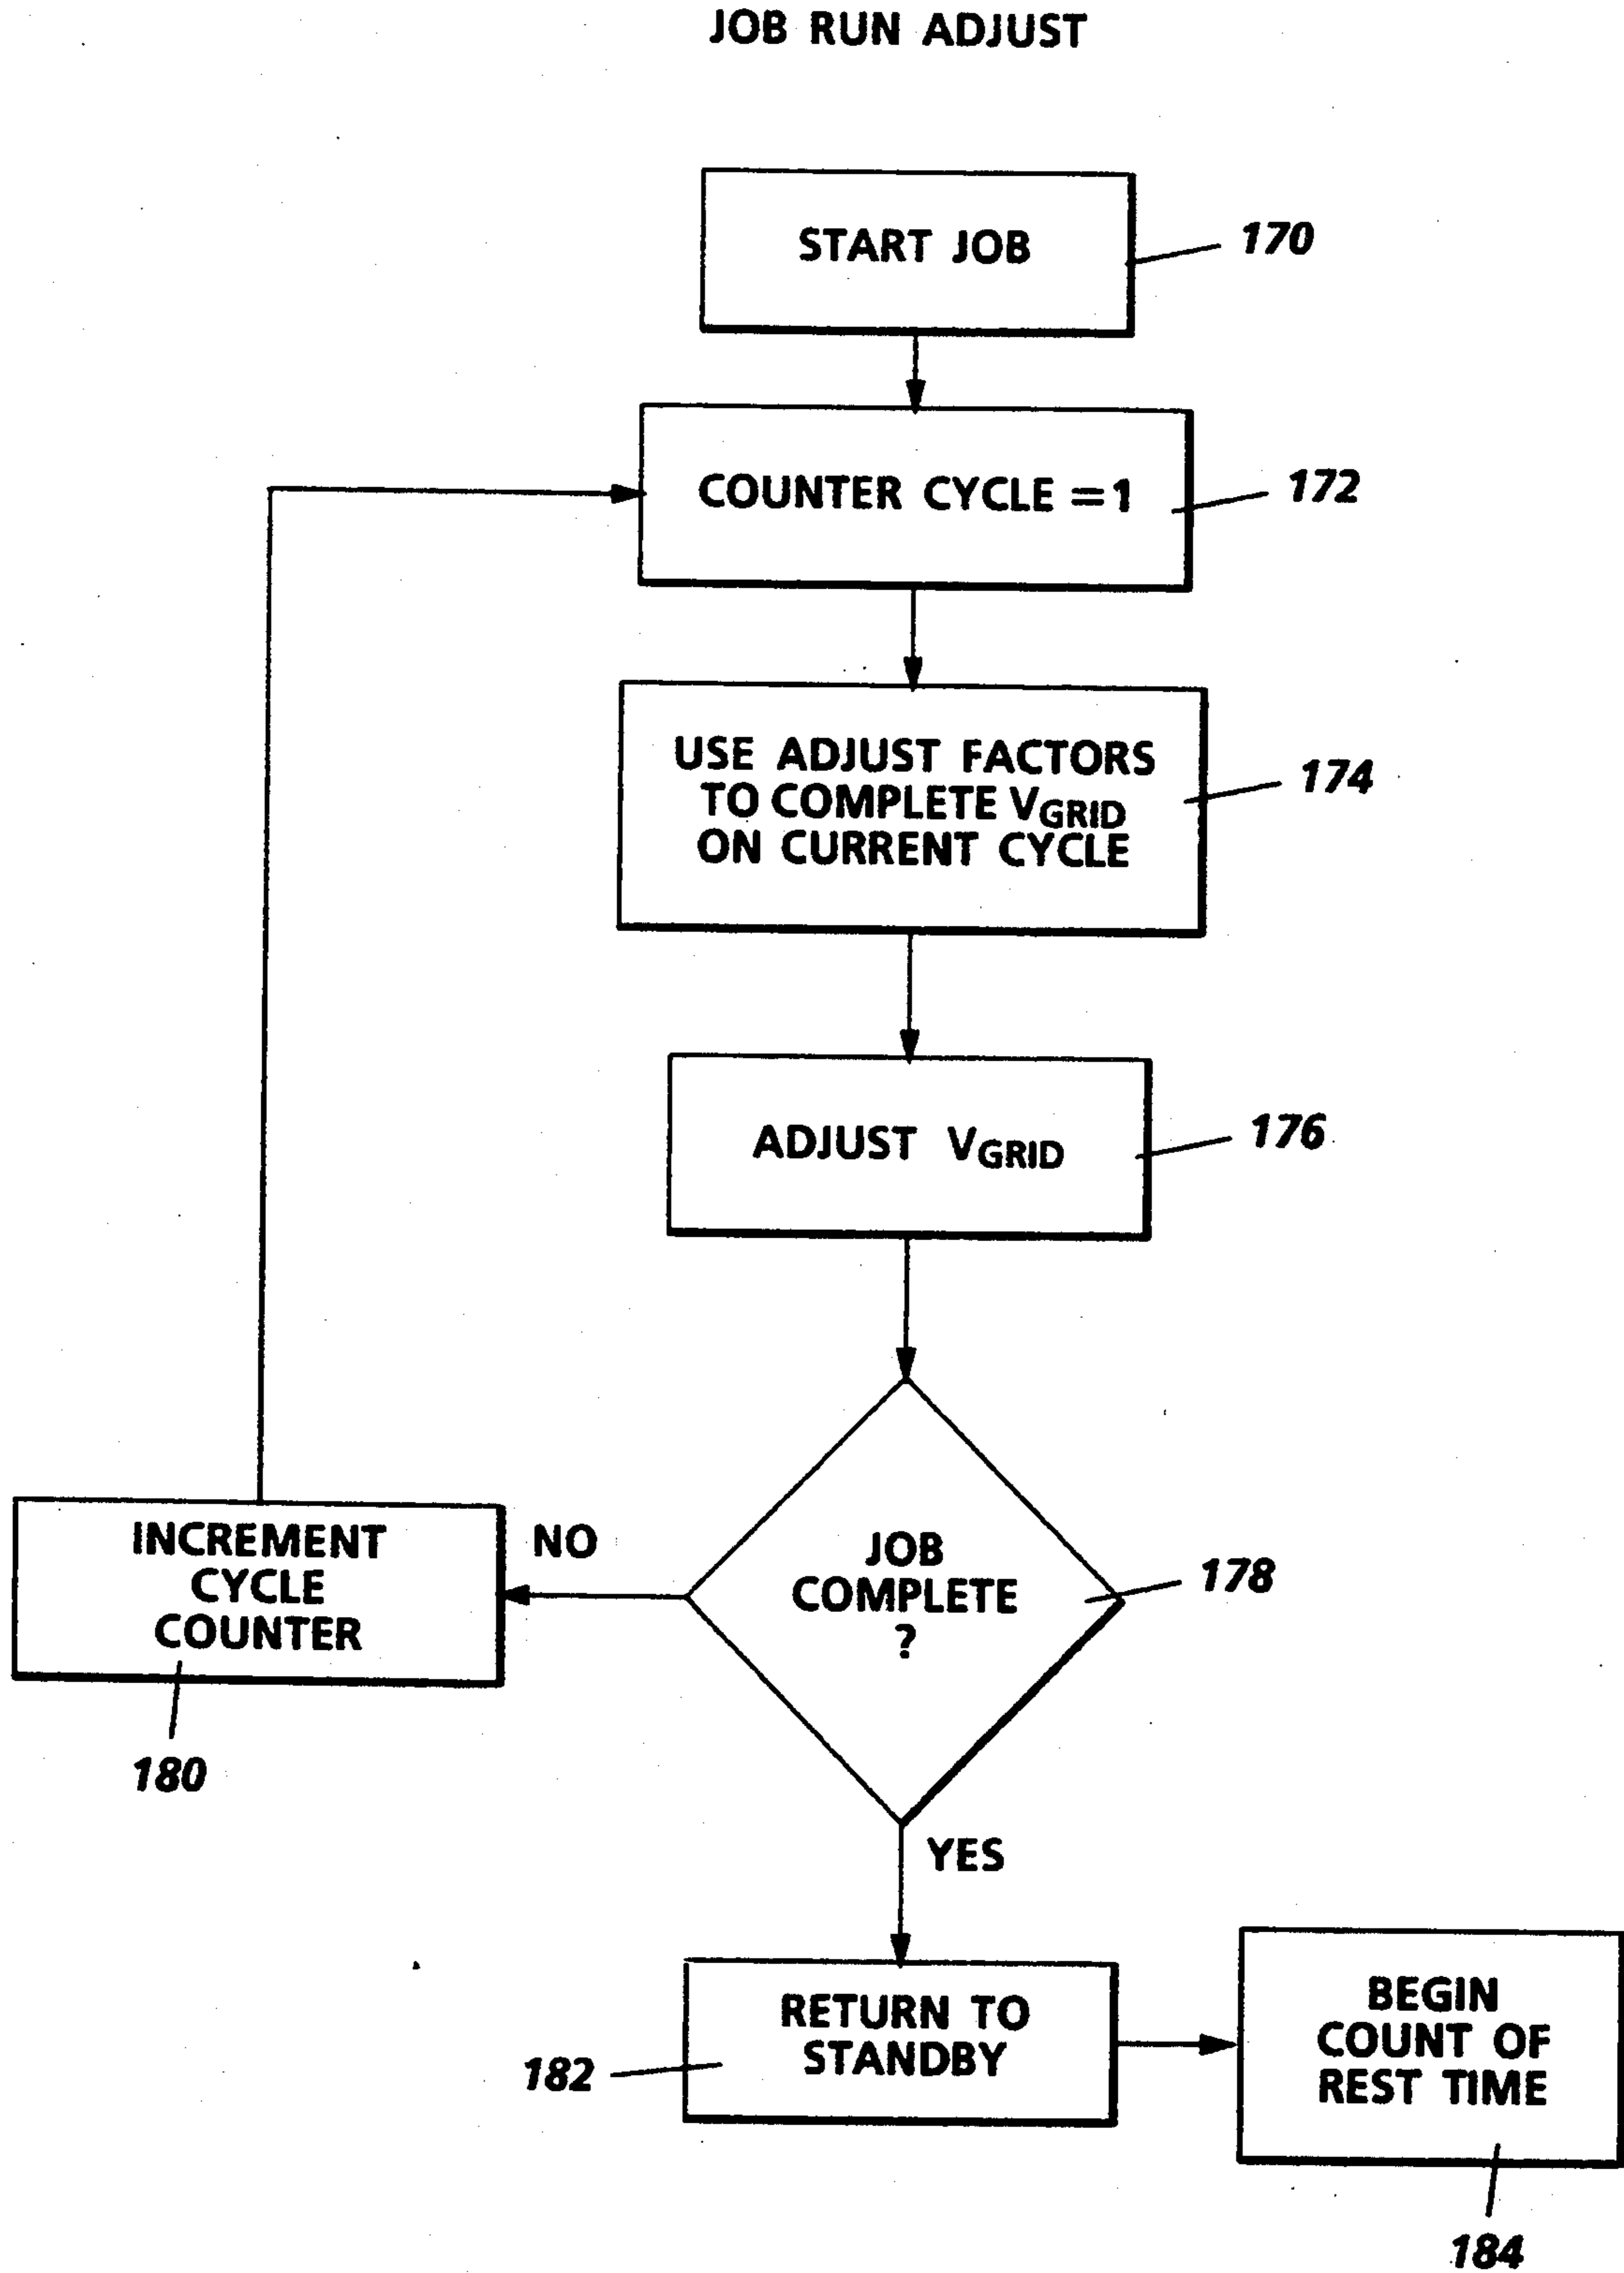 JOB RUN ADJUST
START JOB
170
COUNTER CYCLE = 1
172
USE ADJUST FACTORS
TO COMPLETE VGRID
ON CURRENT CYCLE
174
ADJUST VGRID
176
JOB
COMPLETE
?
178
NO
INCREMENT
CYCLE
COUNTER
180
YES
RETURN TO
STANDBY
182
BEGIN
COUNT OF
REST TIME
184